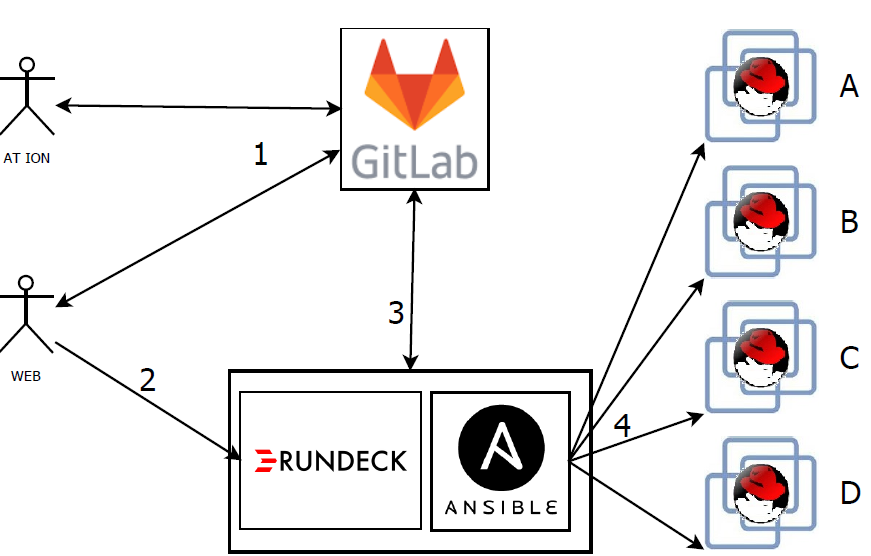 AT ION
1
GitLab
A
B
WEB
3
C
2
4
RUNDECK
ANSIBLE
D